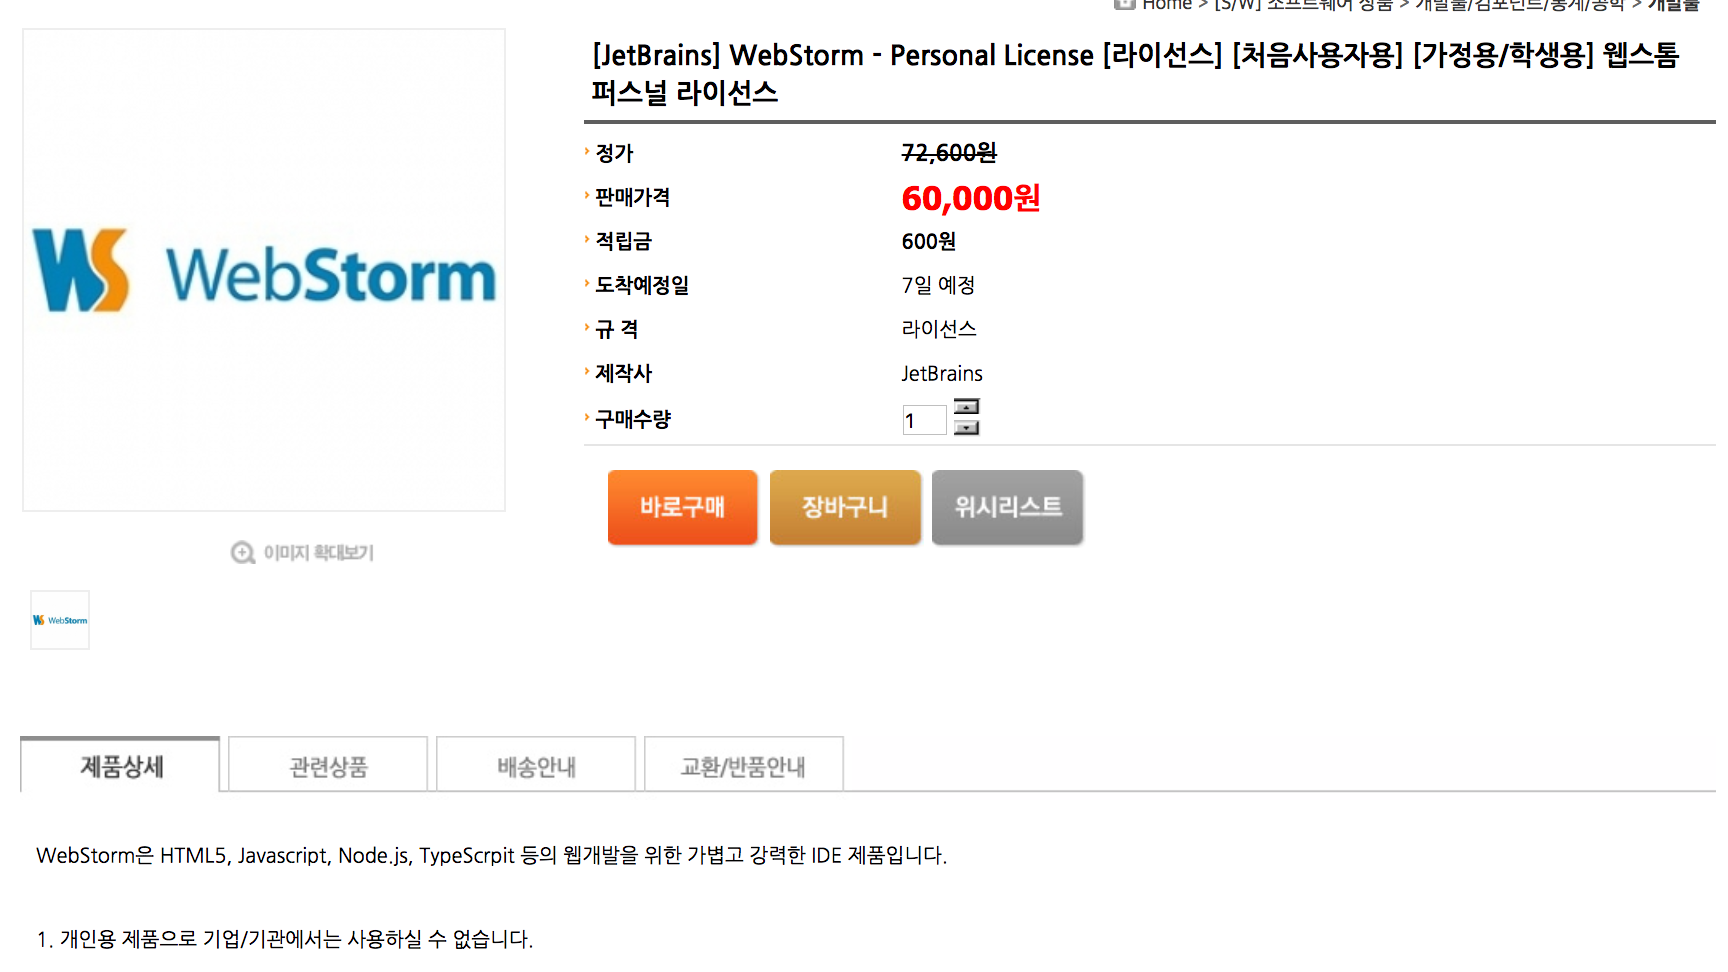 Home > [S/W] 소프트웨어 상품 > 개발툴/컴포넌트/통계/공학 > 개발툴
[JetBrains] WebStorm - Personal License [라이선스] [처음사용자용] [가정용/학생용] 웹스톰
퍼스널 라이선스
정가 72,600원
판매가격 60,000원
적립금 600원
도착예정일 7일 예정
규 격 라이선스
제작사 JetBrains
구매수량 1
바로구매 장바구니 위시리스트
WS WebStorm
이미지 확대보기
WS WebStorm
제품상세 관련상품 배송안내 교환/반품안내
WebStorm은 HTML5, Javascript, Node.js, TypeScrpit 등의 웹개발을 위한 가볍고 강력한 IDE 제품입니다.
1. 개인용 제품으로 기업/기관에서는 사용하실 수 없습니다.